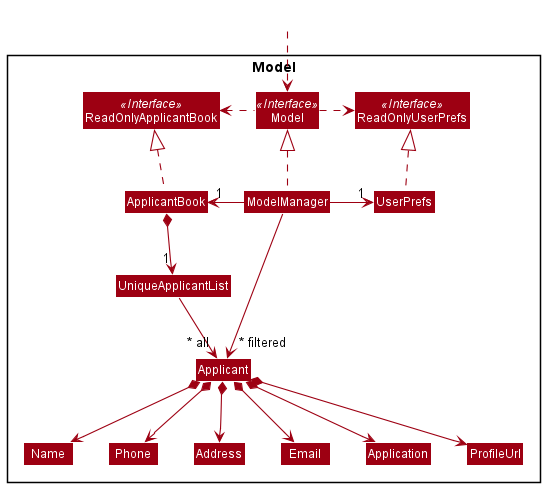 Model
«Interface»
ReadOnlyApplicantBook
«Interface»
Model
«Interface»
ReadOnlyUserPrefs
ApplicantBook
1
ModelManager
1
UserPrefs
1
UniqueApplicantList
* all
* filtered
Applicant
Name
Phone
Address
Email
Application
ProfileUrl